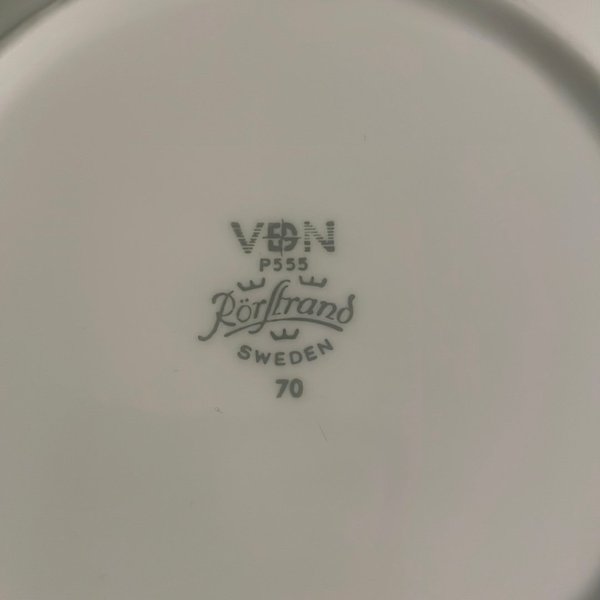 VDN
P555
Rörstrand
SWEDEN
70